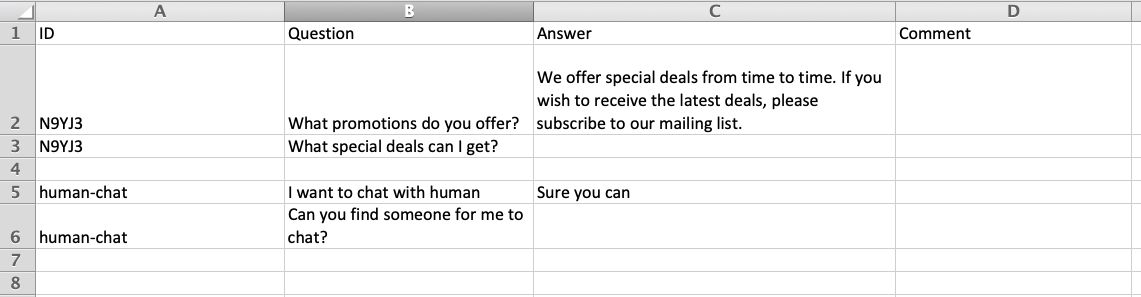 A B C D
1 ID Question Answer Comment
We offer special deals from time to time. If you
wish to receive the latest deals, please
2 N9YJ3 What promotions do you offer? subscribe to our mailing list.
3 N9YJ3 What special deals can I get?
4
5 human-chat I want to chat with human Sure you can
Can you find someone for me to
6 human-chat chat?
7
8